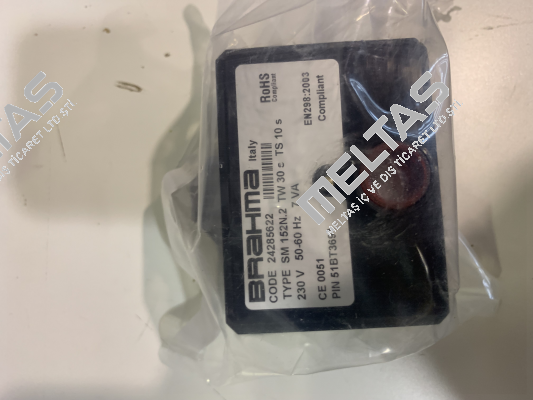 BRAHMA Italy
RoHS
Compliant
CODE 24285622
TYPE SM 152N.2 TW 30 s TS 10 s
230 V 50-60 Hz 7 VA
EN298:2003
Compliant
CE 0051
PIN
MELTAS
MELTAS İÇ VE DIŞ TİCARET LTD ŞTİ